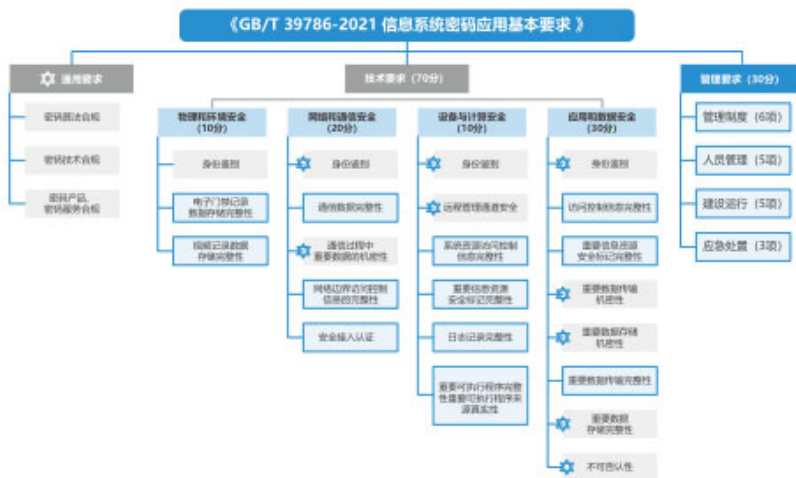 《GB/T 39786-2021 信息系统密码应用基本要求 》
通用要求
技术要求（70分）
管理要求（30分）
密码算法合规
密码技术合规
密码产品、
密码服务合规
物理和环境安全
(10分)
身份鉴别
电子门禁记录
数据存储完整性
视频记录数据
存储完整性
网络和通信安全
(20分)
身份鉴别
通信数据完整性
通信过程中
重要数据的机密性
网络边界访问控制
信息的完整性
安全接入认证
设备与计算安全
(10分)
身份鉴别
远程管理通道安全
系统资源访问控制
信息完整性
重要信息资源
安全标记完整性
日志记录完整性
重要可执行程序完整
性重要可执行程序来
源真实性
应用和数据安全
(30分)
身份鉴别
访问控制信息完整性
重要信息资源
安全标记完整性
重要数据传输
机密性
重要数据存储
机密性
重要数据传输完整性
重要数据
存储完整性
不可否认性
管理制度（6项）
人员管理（5项）
建设运行（5项）
应急处置（3项）